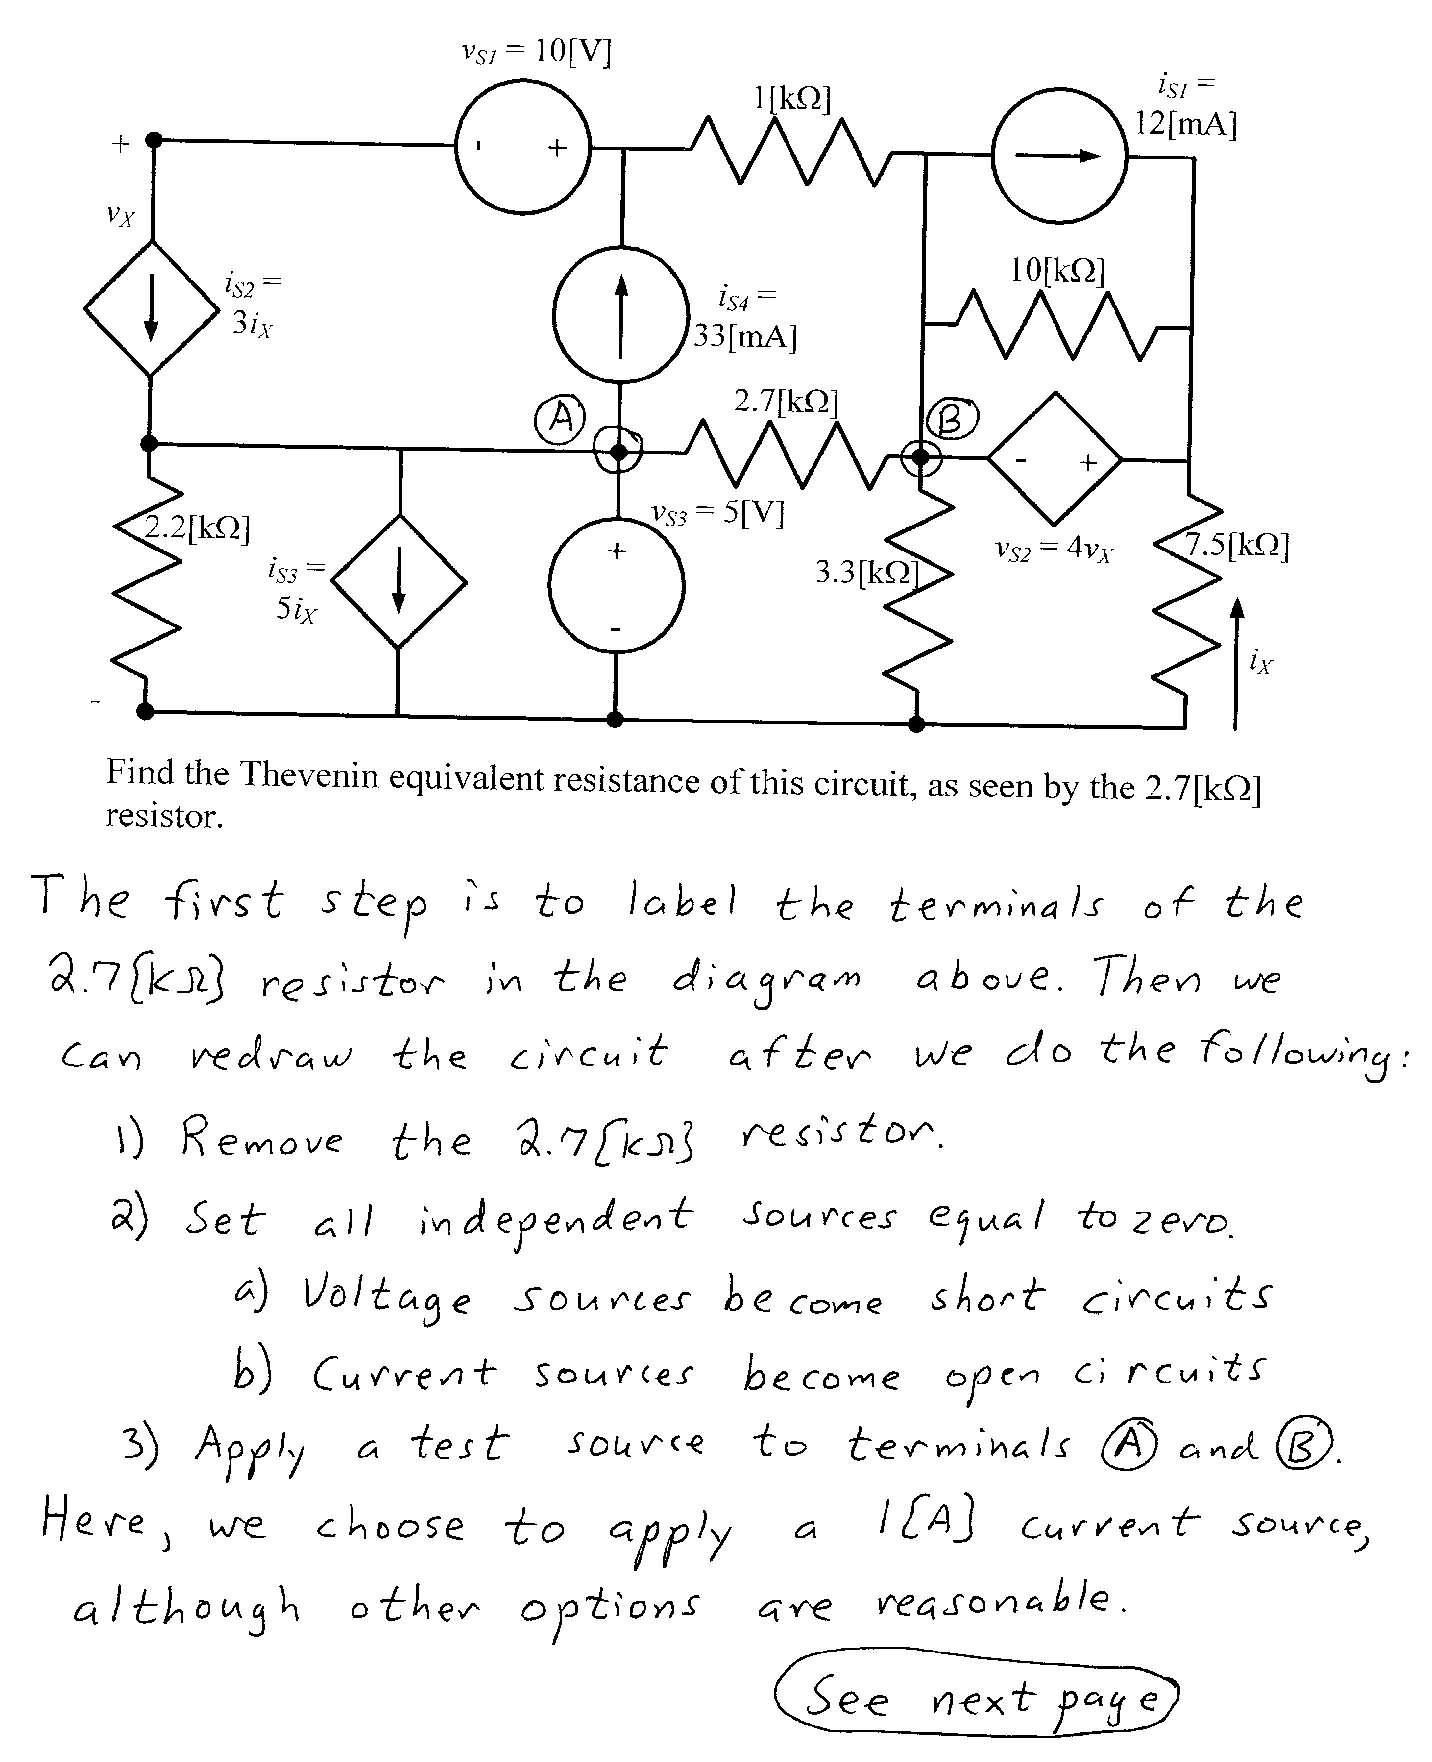 vS1 = 10[V]
1[kΩ]
iS1 =
12[mA]
+
- +
vX
iS2 =
3iX
10[kΩ]
iS4 =
33[mA]
A
2.7[kΩ]
B
- +
2.2[kΩ]
vS3 = 5[V]
+
vS2 = 4vX
7.5[kΩ]
iS3 =
5iX
3.3[kΩ]
-
iX
-
Find the Thevenin equivalent resistance of this circuit, as seen by the 2.7[kΩ]
resistor.
The first step is to label the terminals of the
2.7[kΩ] resistor in the diagram above. Then we
can redraw the circuit after we do the following:
1) Remove the 2.7[kΩ] resistor.
2) Set all independent sources equal to zero.
a) Voltage sources become short circuits
b) Current sources become open circuits
3) Apply a test source to terminals A and B.
Here, we choose to apply a 1[A] current source,
although other options are reasonable.
See next page